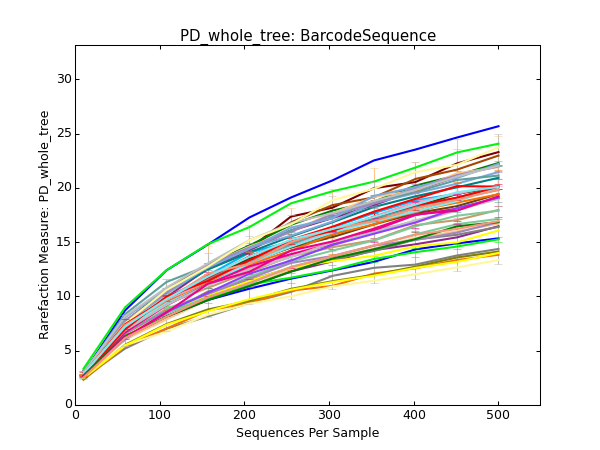 PD_whole_tree: BarcodeSequence
Rarefaction Measure: PD_whole_tree
30
25
20
15
10
5
0
0 100 200 300 400 500
Sequences Per Sample